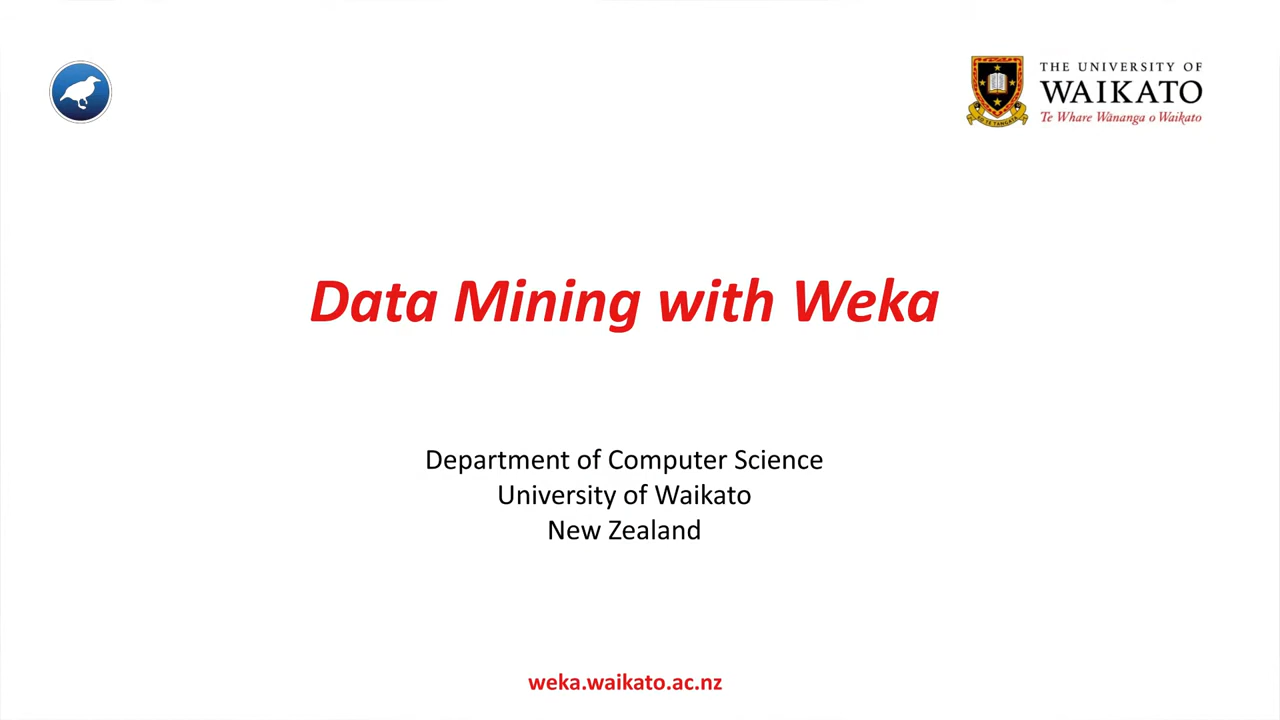 THE UNIVERSITY OF
WAIKATO
Te Whare Wānanga o Waikato
Data Mining with Weka
Department of Computer Science
University of Waikato
New Zealand
weka.waikato.ac.nz